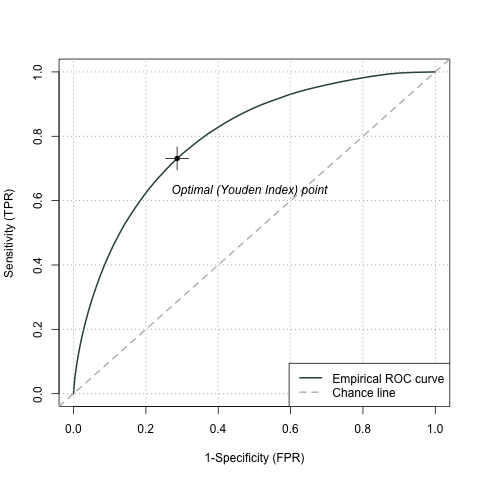 Sensitivity (TPR)
1.0
0.8
0.6
0.4
0.2
0.0
Optimal (Youden Index) point
Empirical ROC curve
Chance line
0.0 0.2 0.4 0.6 0.8 1.0
1-Specificity (FPR)